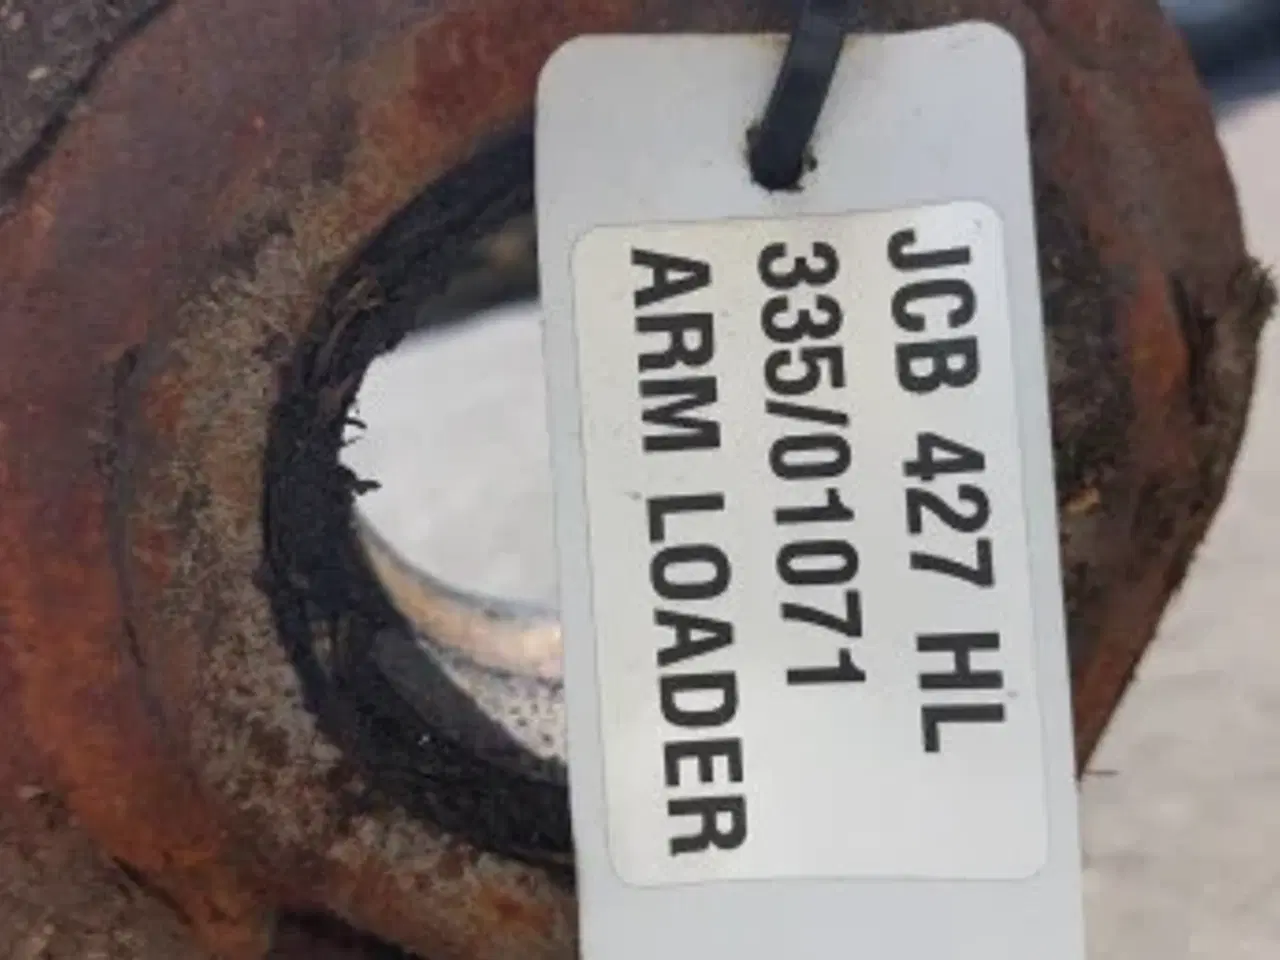 JCB 427 HL
335/01071
ARM LOADER